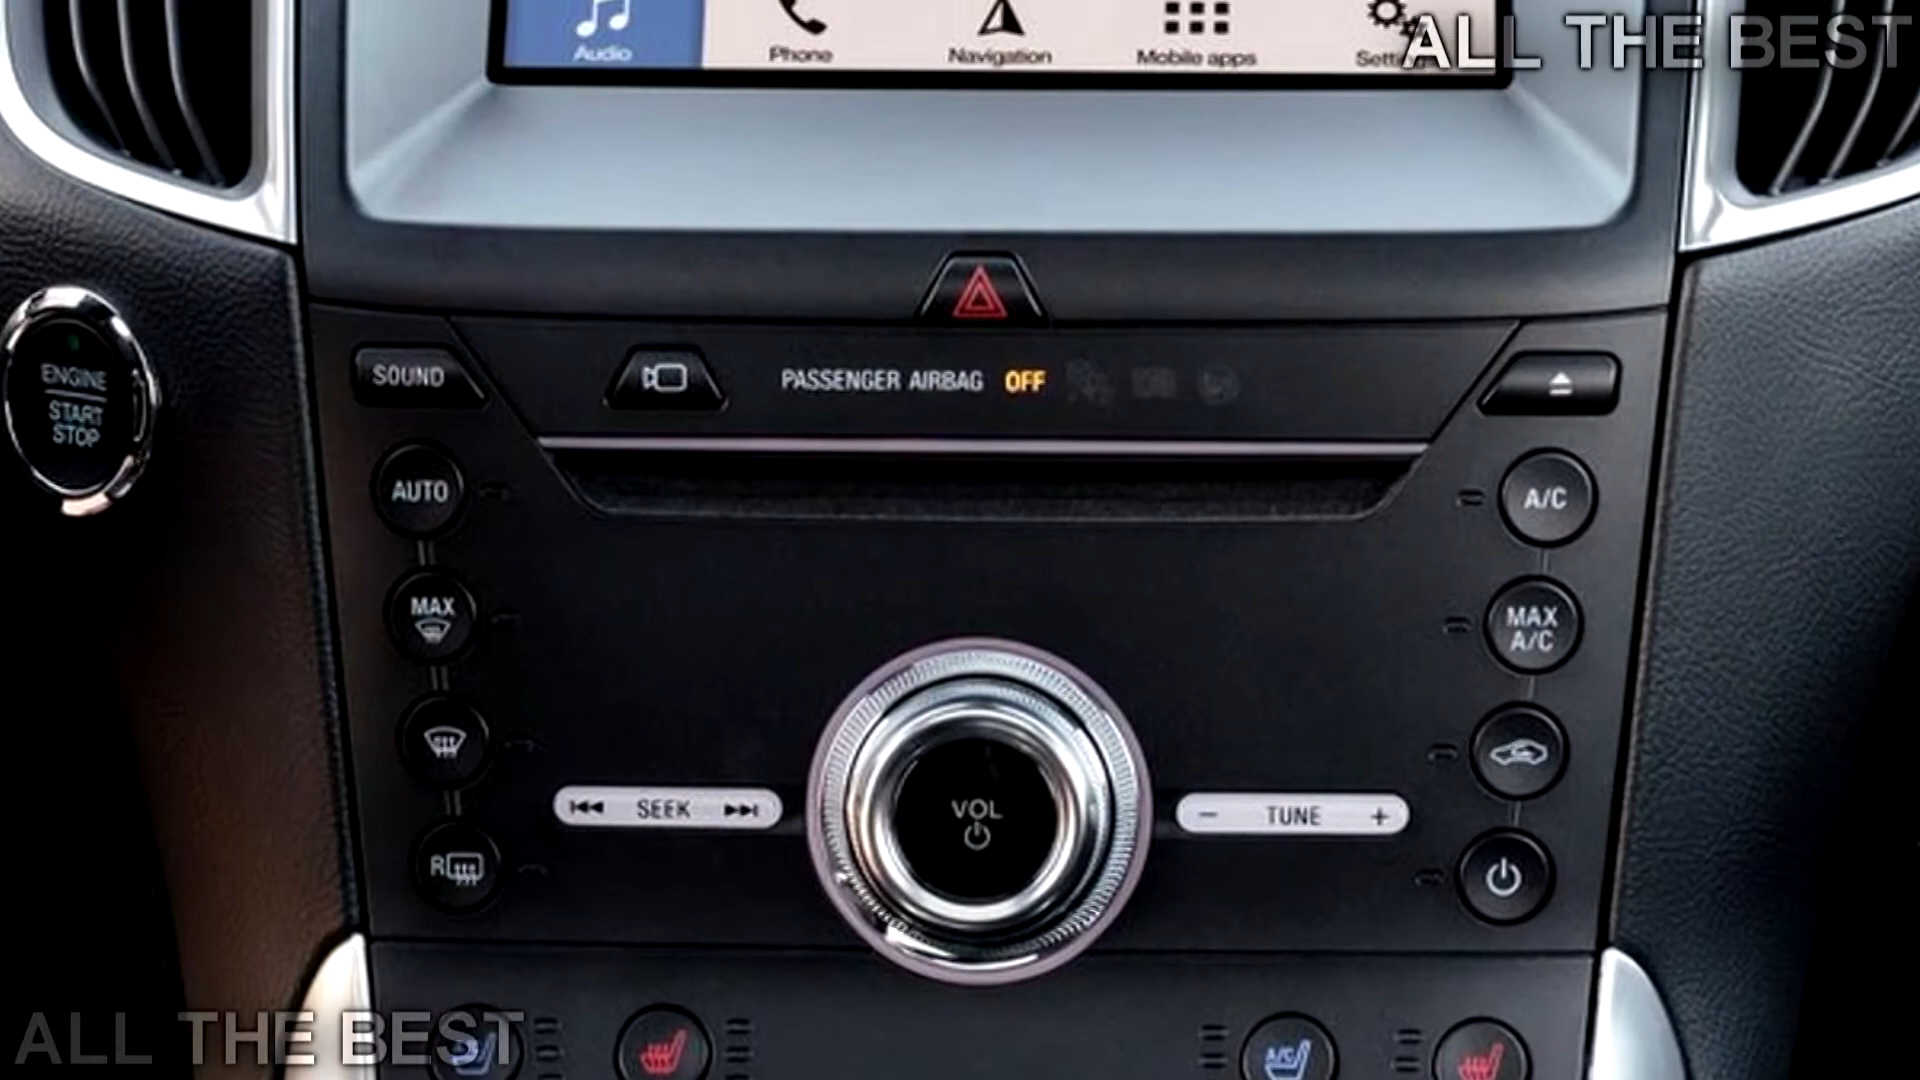 Audio
Phone
Navigation
Mobile apps
ALL THE BEST
SOUND
PASSENGER AIRBAG OFF
ENGINE
START
STOP
AUTO
A/C
MAX
MAX
A/C
SEEK
VOL
- TUNE +
R
ALL THE BEST
A/C